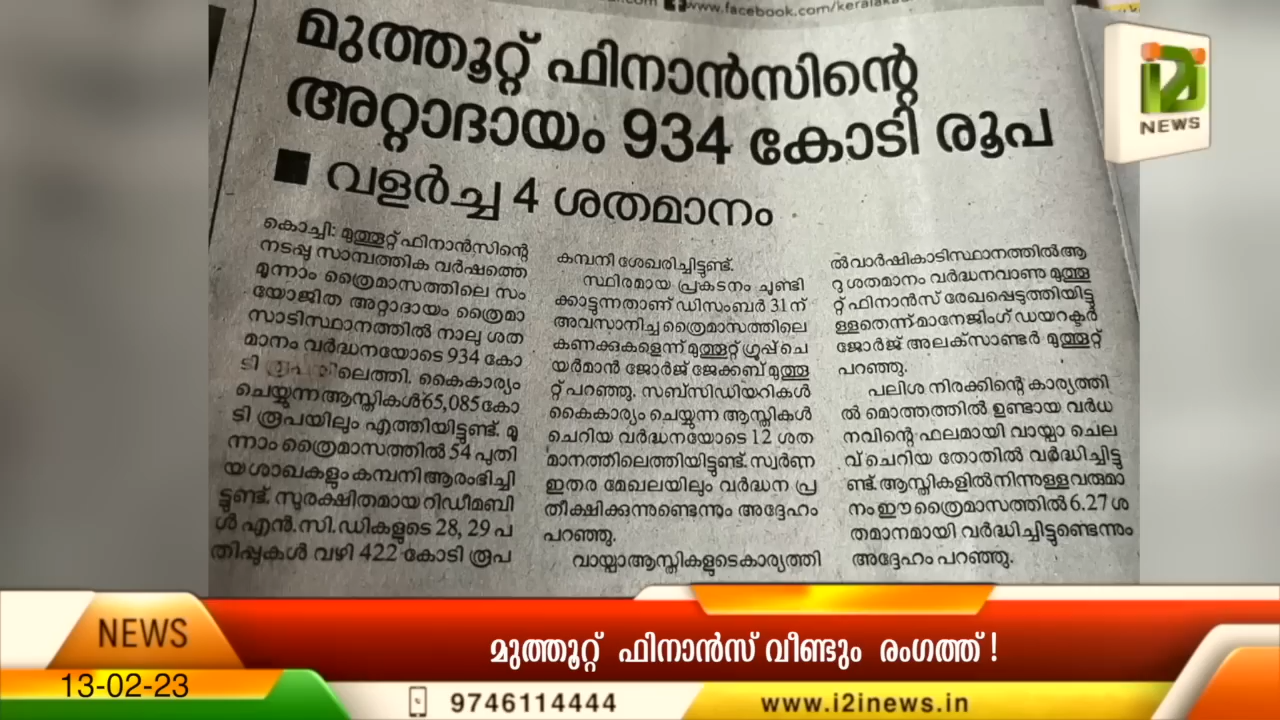 www.facebook.com/kerala
മുത്തൂറ്റ് ഫിനാൻസിന്റെ
അറ്റാദായം 934 കോടി രൂപ
■ വളർച്ച 4 ശതമാനം
കൊച്ചി: മുത്തൂറ്റ് ഫിനാൻസിന്റെ
നടപ്പു സാമ്പത്തിക വർഷത്തെ
മൂന്നാം ത്രൈമാസത്തിലെ സം
യോജിത അറ്റാദായം ത്രൈമാ
സാടിസ്ഥാനത്തിൽ നാലു ശത
മാനം വർദ്ധനയോടെ 934 കോ
ടി രൂപയിലെത്തി. കൈകാര്യം
ചെയ്യുന്ന ആസ്തികൾ 65,085 കോ
ടി രൂപയിലും എത്തിയിട്ടുണ്ട്. മൂ
ന്നാം ത്രൈമാസത്തിൽ 54 പുതി
യ ശാഖകളും കമ്പനി ആരംഭിച്ചി
ട്ടുണ്ട്. സുരക്ഷിതമായ റിഡീമബി
ൾ എൻ.സി.ഡികളുടെ 28, 29 പ
തിപ്പുകൾ വഴി 422 കോടി രൂപ
കമ്പനി ശേഖരിച്ചിട്ടുണ്ട്.
സ്ഥിരമായ പ്രകടനം ചൂണ്ടി
ക്കാട്ടുന്നതാണ് ഡിസംബർ 31ന്
അവസാനിച്ച ത്രൈമാസത്തിലെ
കണക്കുകളെന്ന് മുത്തൂറ്റ് ഗ്രൂപ്പ് ചെ
യർമാൻ ജോർജ് ജേക്കബ് മുത്തൂ
റ്റ് പറഞ്ഞു. സബ്സിഡിയറികൾ
കൈകാര്യം ചെയ്യുന്ന ആസ്തികൾ
ചെറിയ വർദ്ധനയോടെ 12 ശത
മാനത്തിലെത്തിയിട്ടുണ്ട്. സ്വർണ
ഇതര മേഖലയിലും വർദ്ധന പ്ര
തീക്ഷിക്കുന്നുണ്ടെന്നും അദ്ദേഹം
പറഞ്ഞു.
വായ്പാ ആസ്തികളുടെ കാര്യത്തി
ൽ വാർഷികാടിസ്ഥാനത്തിൽ ആ
റു ശതമാനം വർദ്ധനവാണു മുത്തൂ
റ്റ് ഫിനാൻസ് രേഖപ്പെടുത്തിയിട്ടു
ള്ളതെന്ന് മാനേജിംഗ് ഡയറക്ടർ
ജോർജ് അലക്സാണ്ടർ മുത്തൂറ്റ്
പറഞ്ഞു.
പലിശ നിരക്കിന്റെ കാര്യത്തി
ൽ മൊത്തത്തിൽ ഉണ്ടായ വർധ
നവിന്റെ ഫലമായി വായ്പാ ചെല
വ് ചെറിയ തോതിൽ വർദ്ധിച്ചിട്ടു
ണ്ട്. ആസ്തികളിൽ നിന്നുള്ള വരുമാ
നം ഈ ത്രൈമാസത്തിൽ 6.27 ശ
തമാനമായി വർദ്ധിച്ചിട്ടുണ്ടെന്നും
അദ്ദേഹം പറഞ്ഞു.
i2i
NEWS
NEWS
മുത്തൂറ്റ് ഫിനാൻസ് വീണ്ടും രംഗത്ത് !
13-02-23
9746114444
www.i2inews.in